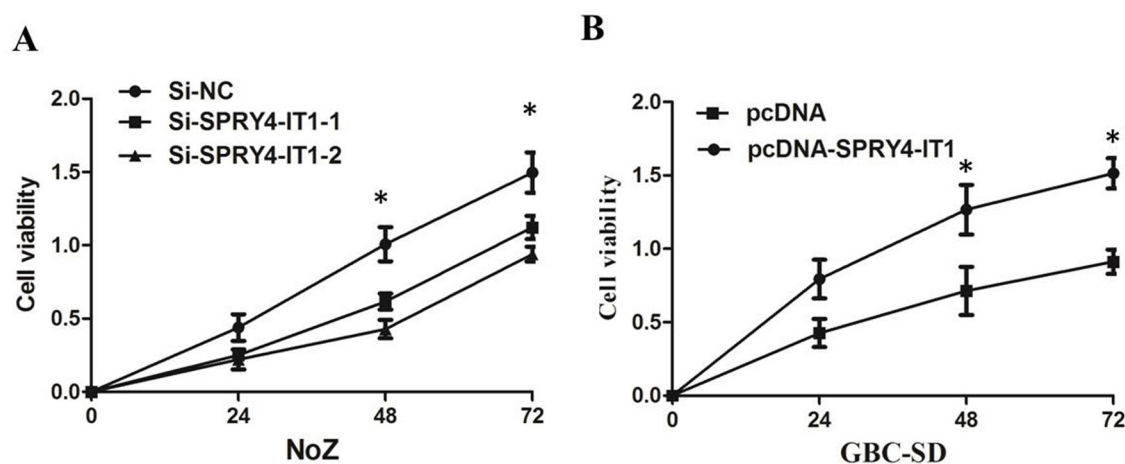 A
Si-NC
Si-SPRY4-IT1-1
Si-SPRY4-IT1-2
Cell viability
2.0
1.5
1.0
0.5
0.0
*
*
0
24
48
72
NoZ
B
pcDNA
pcDNA-SPRY4-IT1
Cell viability
2.0
1.5
1.0
0.5
0.0
*
*
0
24
48
72
GBC-SD